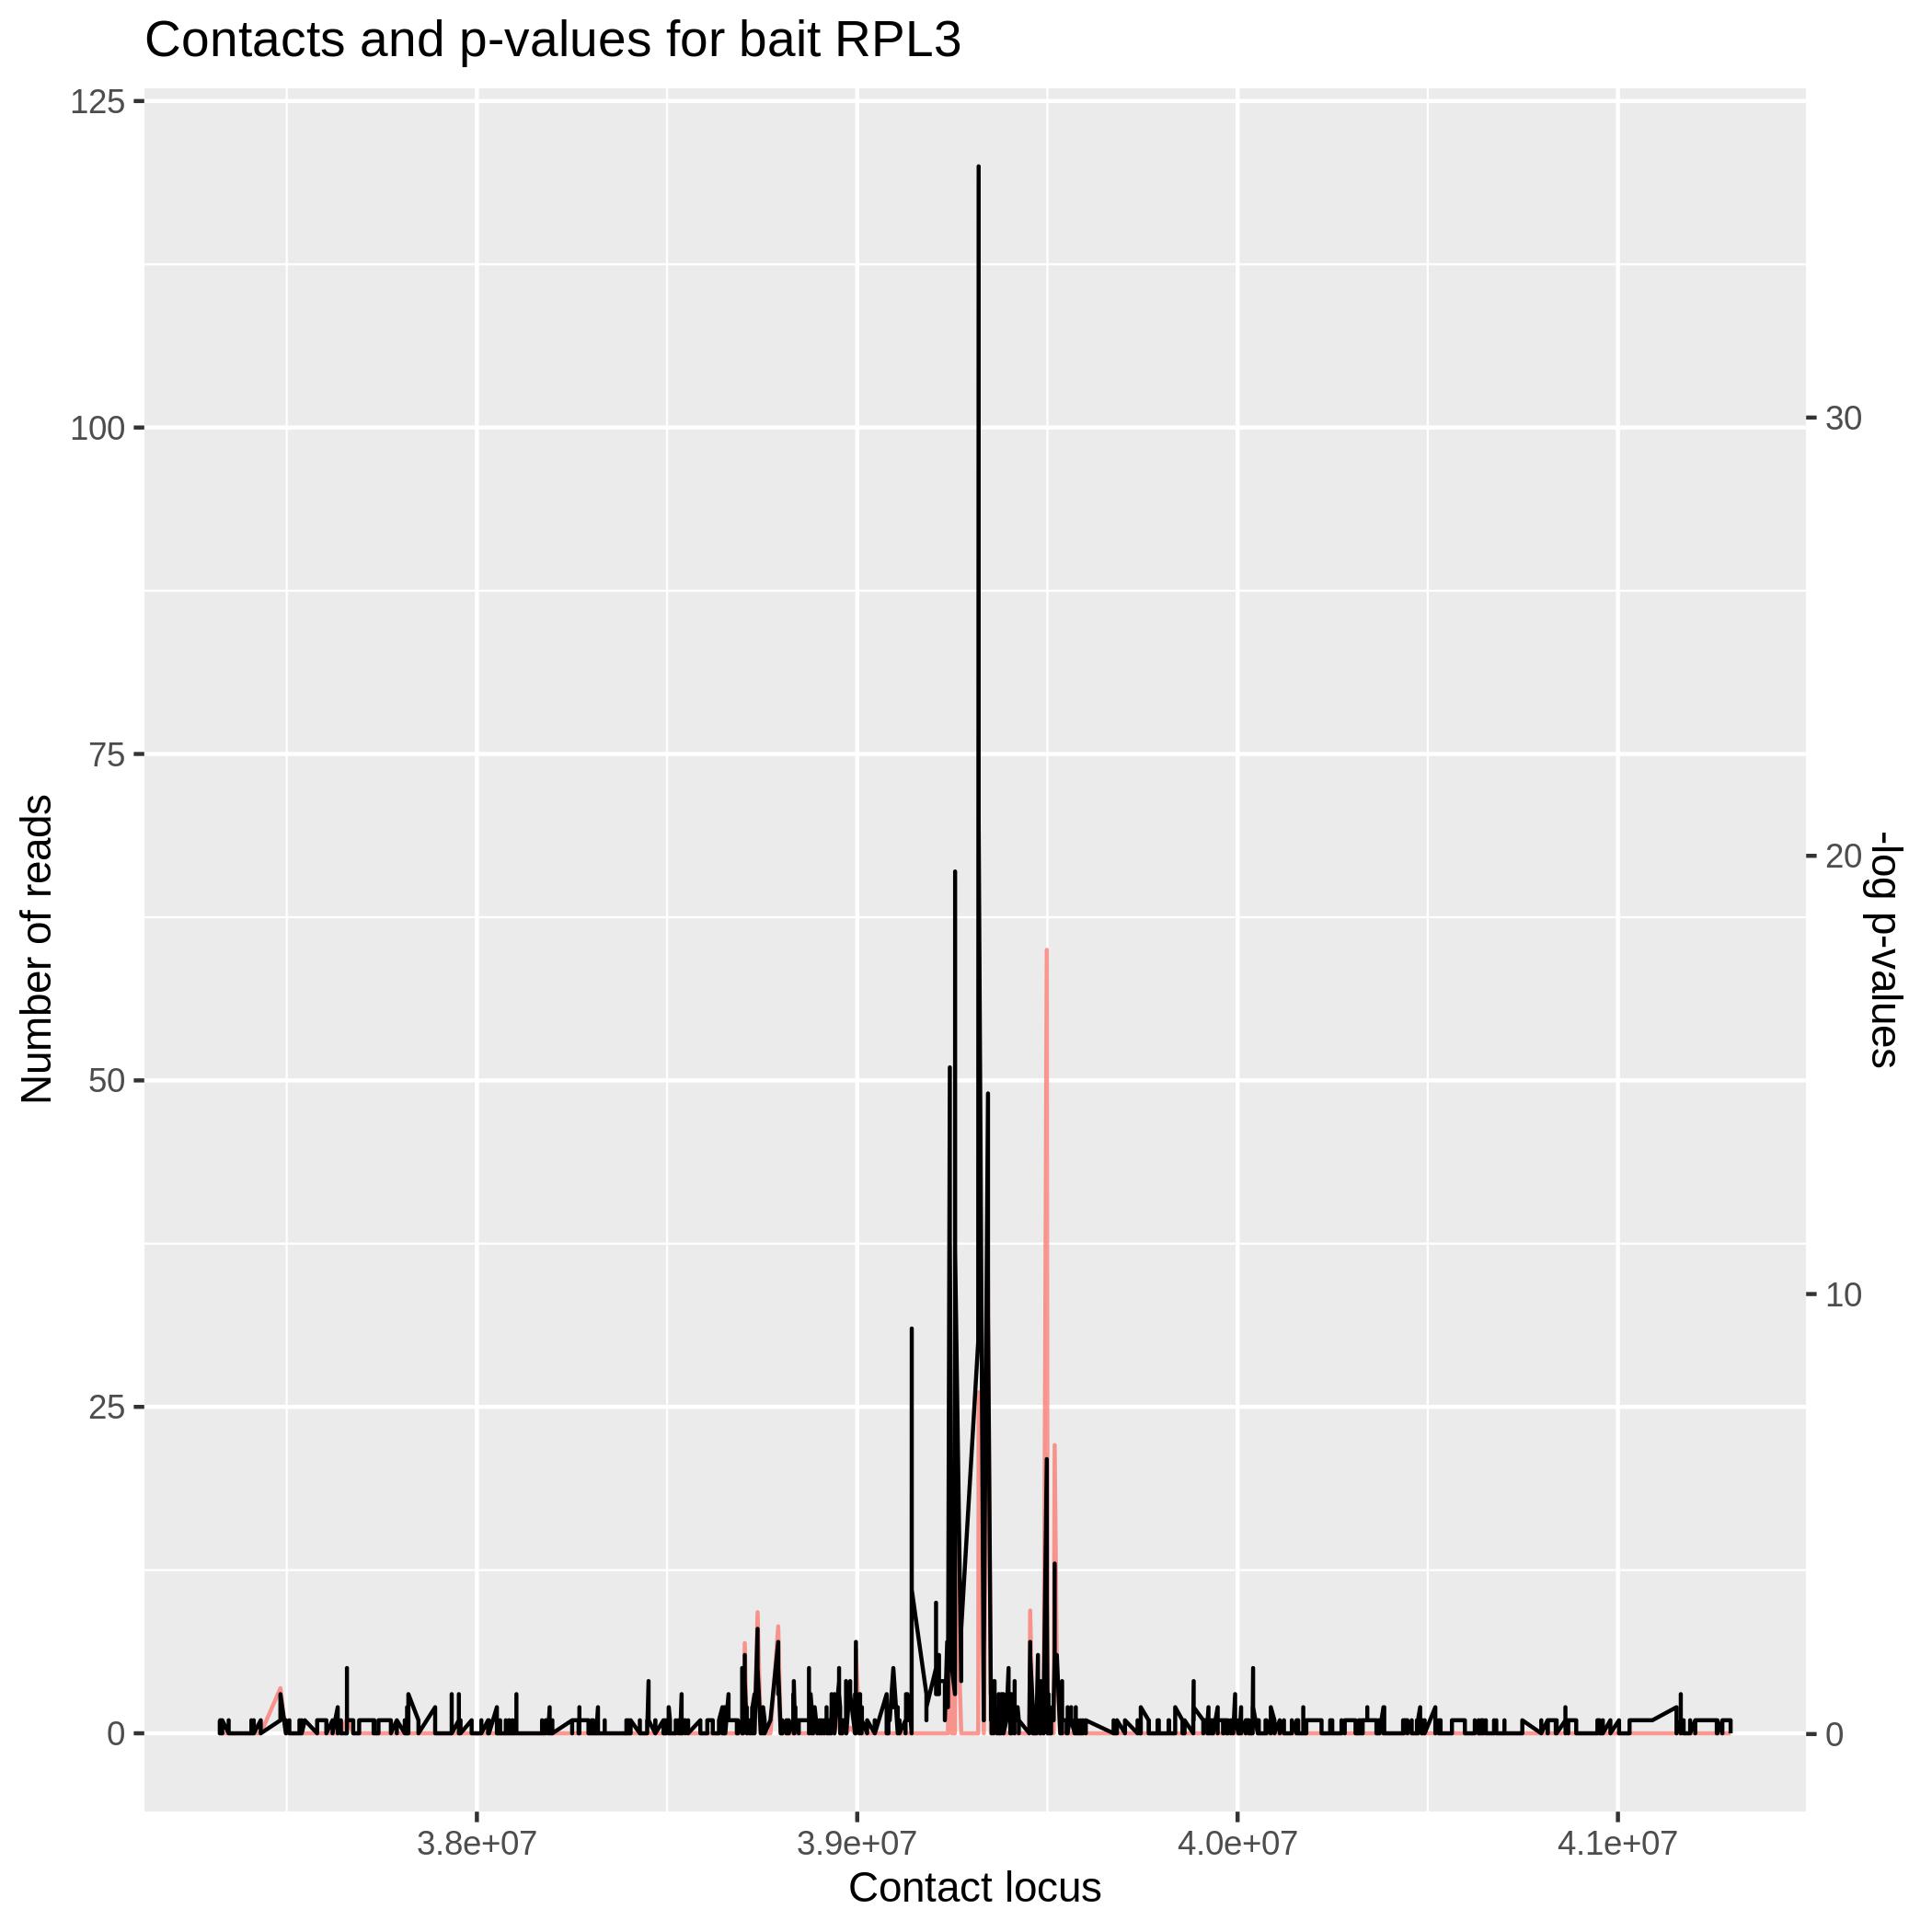 Contacts and p-values for bait RPL3
125
100
75
50
25
0
Number of reads
30
20
10
0
-log p-values
3.8e+07
3.9e+07
4.0e+07
4.1e+07
Contact locus